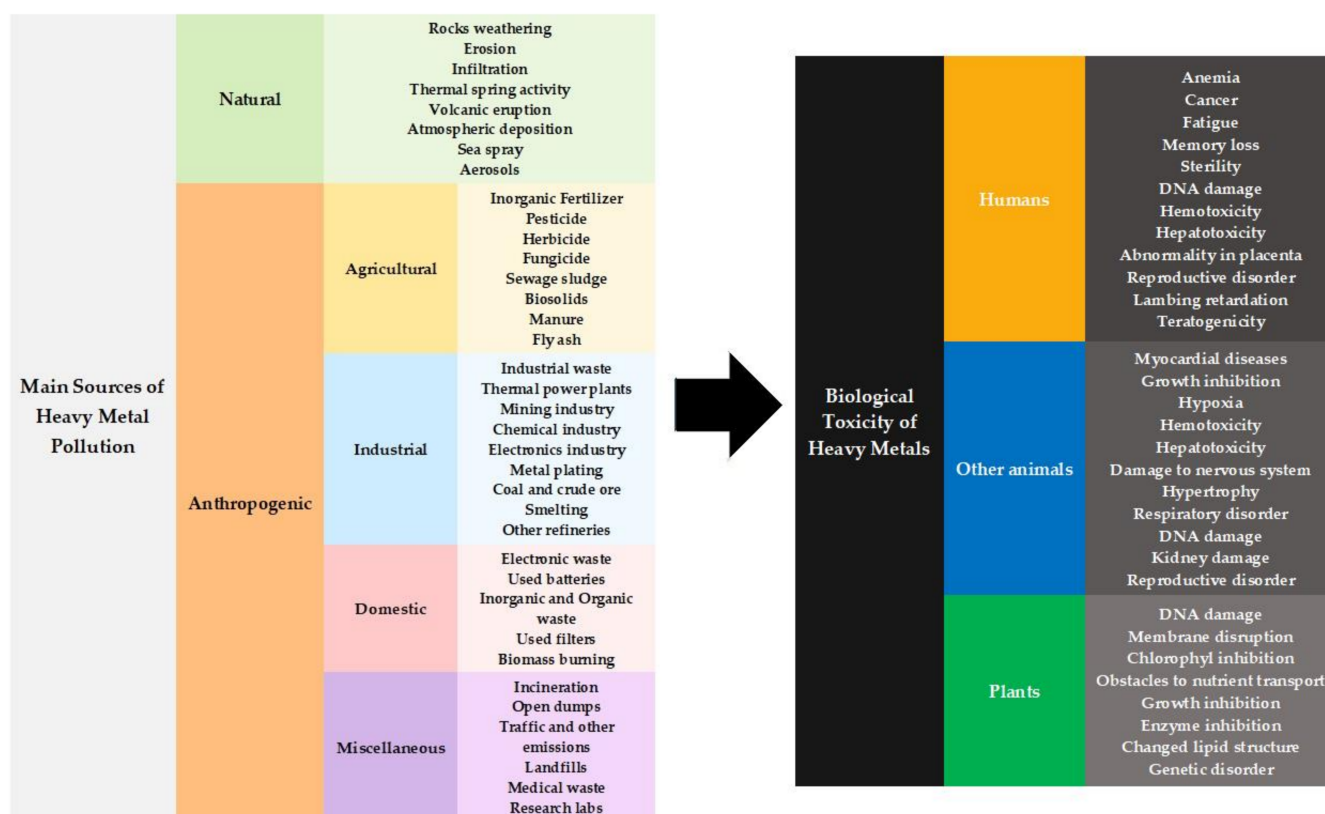 Main Sources of
Heavy Metal
Pollution
Natural
Rocks weathering
Erosion
Infiltration
Thermal spring activity
Volcanic eruption
Atmospheric deposition
Sea spray
Aerosols
Anthropogenic
Agricultural
Inorganic Fertilizer
Pesticide
Herbicide
Fungicide
Sewage sludge
Biosolids
Manure
Fly ash
Industrial
Industrial waste
Thermal power plants
Mining industry
Chemical industry
Electronics industry
Metal plating
Coal and crude ore
Smelting
Other refineries
Domestic
Electronic waste
Used batteries
Inorganic and Organic
waste
Used filters
Biomass burning
Miscellaneous
Incineration
Open dumps
Traffic and other
emissions
Landfills
Medical waste
Research labs
Biological
Toxicity of
Heavy Metals
Humans
Anemia
Cancer
Fatigue
Memory loss
Sterility
DNA damage
Hemotoxicity
Hepatotoxicity
Abnormality in placenta
Reproductive disorder
Lambing retardation
Teratogenicity
Other animals
Myocardial diseases
Growth inhibition
Hypoxia
Hemotoxicity
Hepatotoxicity
Damage to nervous system
Hypertrophy
Respiratory disorder
DNA damage
Kidney damage
Reproductive disorder
Plants
DNA damage
Membrane disruption
Chlorophyl inhibition
Obstacles to nutrient transport
Growth inhibition
Enzyme inhibition
Changed lipid structure
Genetic disorder